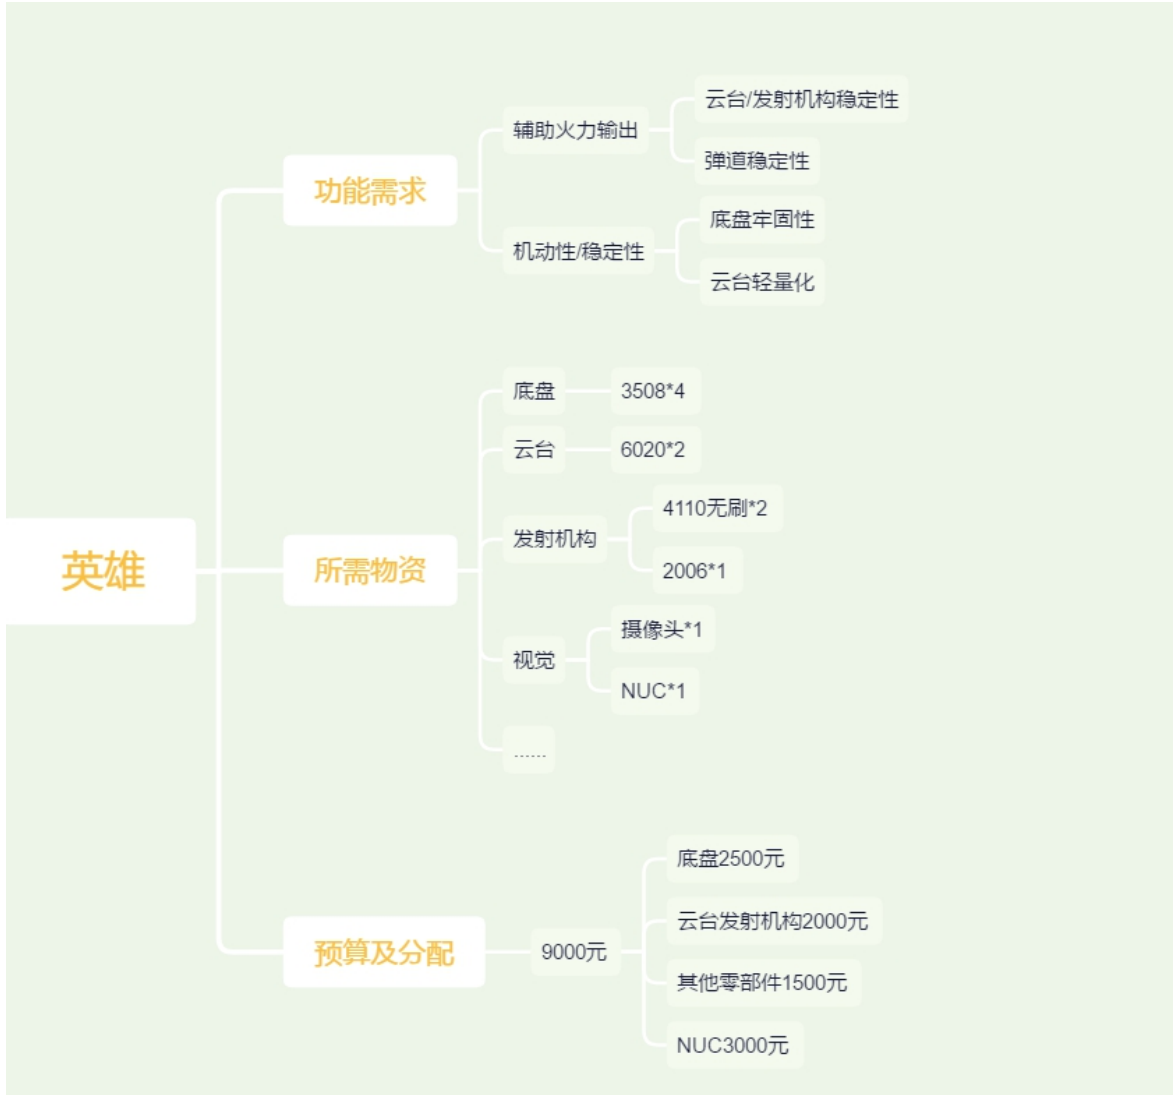 英雄
功能需求
辅助火力输出
云台/发射机构稳定性
弹道稳定性
机动性/稳定性
底盘牢固性
云台轻量化
所需物资
底盘
3508*4
云台
6020*2
发射机构
4110无刷*2
2006*1
视觉
摄像头*1
NUC*1
......
预算及分配
9000元
底盘2500元
云台发射机构2000元
其他零部件1500元
NUC3000元